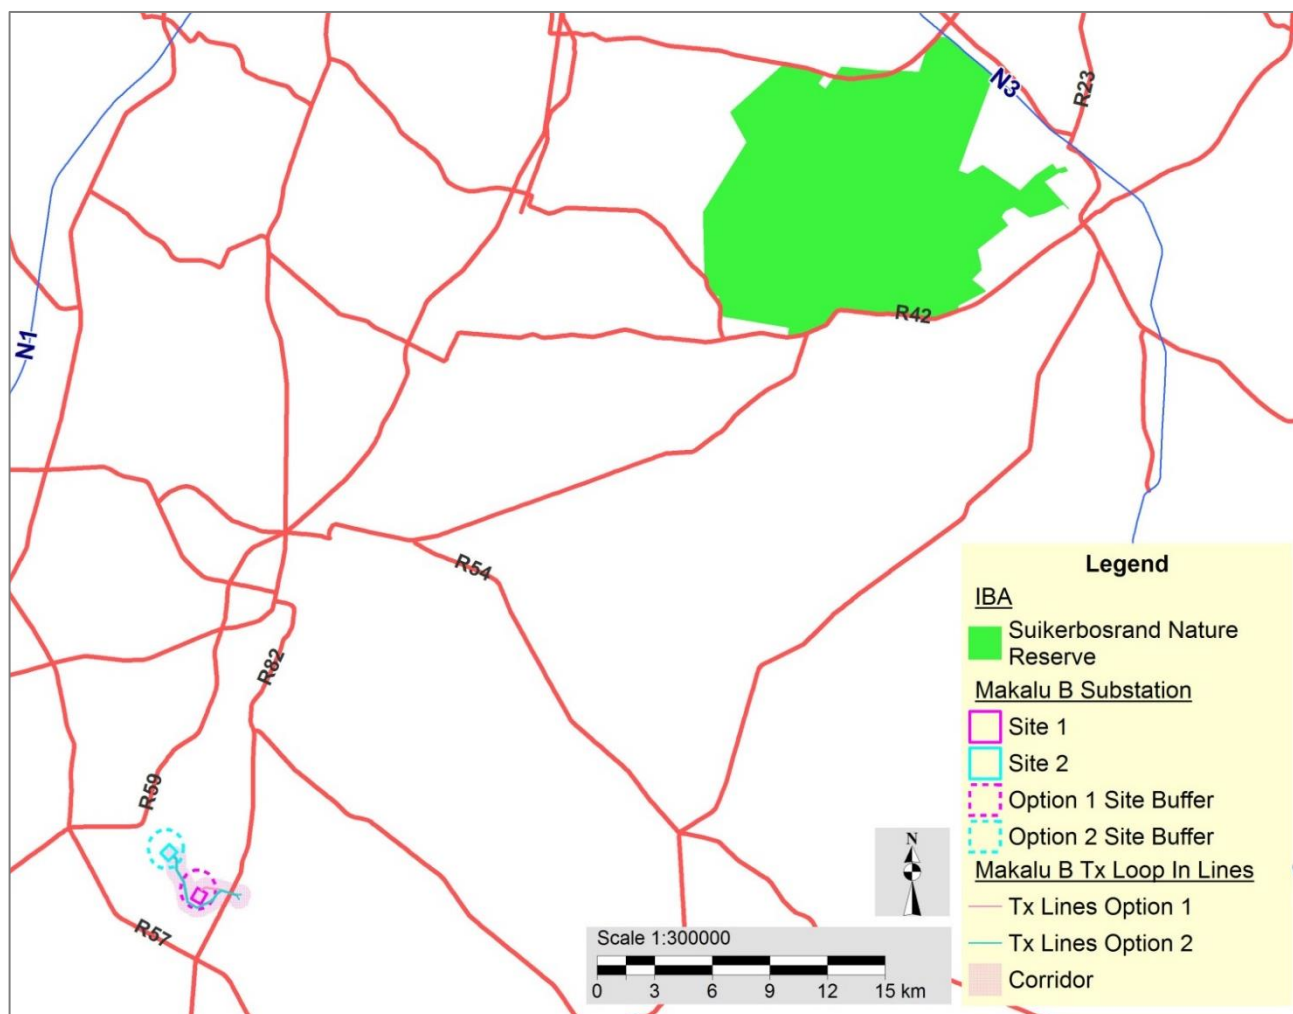 N3
R23
N1
R42
R54
R82
R59
R57
N
Scale 1:300000
0 3 6 9 12 15 km
Legend
IBA
Suikerbosrand Nature
Reserve
Makalu B Substation
Site 1
Site 2
Option 1 Site Buffer
Option 2 Site Buffer
Makalu B Tx Loop In Lines
Tx Lines Option 1
Tx Lines Option 2
Corridor